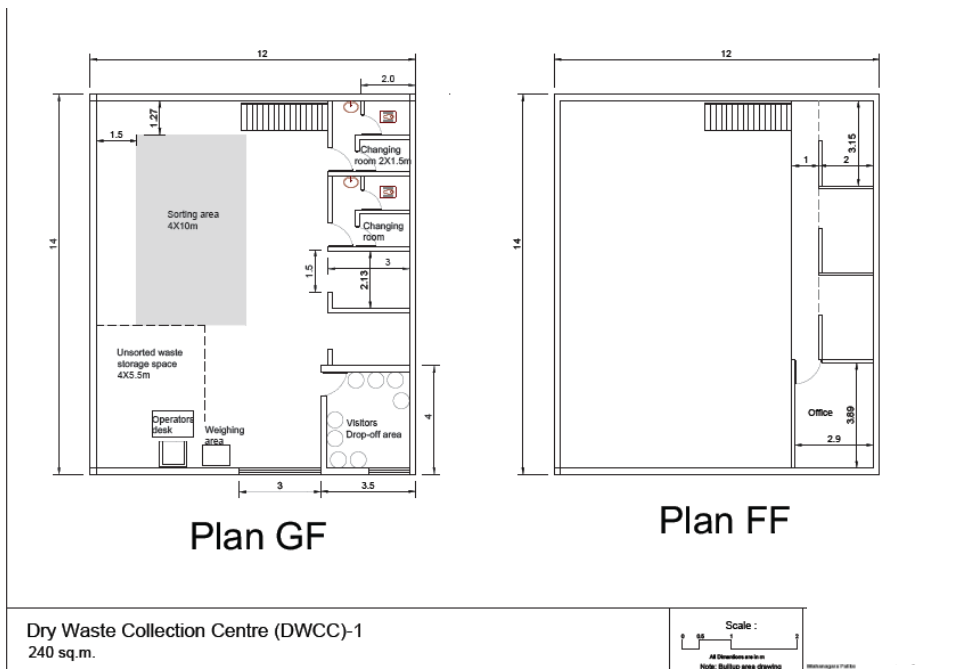 12
12
2.0
1.27
1.5
Changing
room 2X1.5m
3.15
1
2
Sorting area
4X10m
Changing
room
14
14
3
1.5
2.13
Unsorted waste
storage space
4X5.5m
Operators
desk
Weighing
area
Visitors
Drop-off area
4
Office
3.89
2.9
3
3.5
Plan GF
Plan FF
Dry Waste Collection Centre (DWCC)-1
240 sq.m.
Scale :
0 0.5 1 2
All Dimensions are in m
Note: Builtup area drawing